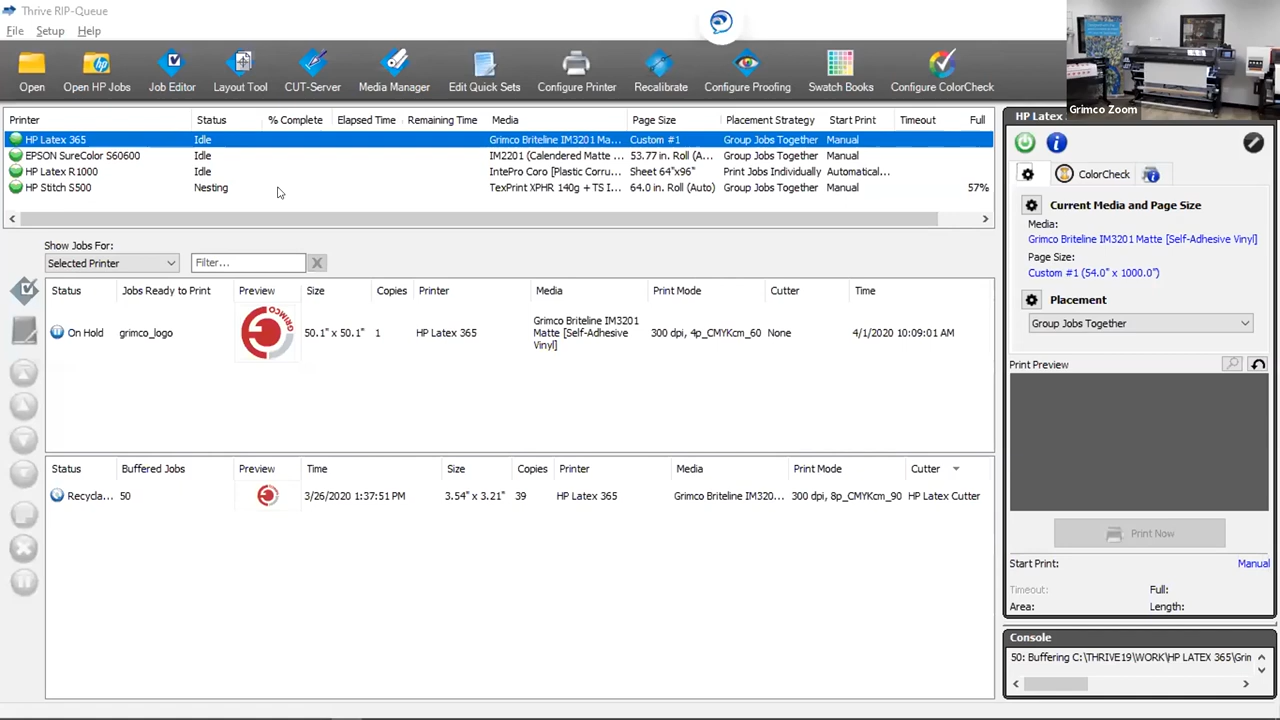 Thrive RIP-Queue
File Setup Help
Open Open HP Jobs Job Editor Layout Tool CUT-Server Media Manager Edit Quick Sets Configure Printer Recalibrate Configure Proofing Swatch Books Configure ColorCheck
Grimco Zoom
Printer Status % Complete Elapsed Time Remaining Time Media Page Size Placement Strategy Start Print Timeout Full
HP Latex 365 Idle Grimco Briteline IM3201 Ma... Custom #1 Group Jobs Together Manual
EPSON SureColor S60600 Idle IM2201 (Calendered Matte ... 53.77 in. Roll (A... Group Jobs Together Manual
HP Latex R1000 Idle IntePro Coro [Plastic Corru... Sheet 64"x96" Print Jobs Individually Automatical...
HP Stitch S500 Nesting TexPrint XPHR 140g + TS I... 64.0 in. Roll (Auto) Group Jobs Together Manual 57%
Show Jobs For:
Selected Printer Filter...
Status Jobs Ready to Print Preview Size Copies Printer Media Print Mode Cutter Time
On Hold grimco_logo GRIMCO 50.1" x 50.1" 1 HP Latex 365 Grimco Briteline IM3201 Matte [Self-Adhesive Vinyl] 300 dpi, 4p_CMYKcm_60 None 4/1/2020 10:09:01 AM
Status Buffered Jobs Preview Time Size Copies Printer Media Print Mode Cutter
Recycla... 50 3/26/2020 1:37:51 PM 3.54" x 3.21" 39 HP Latex 365 Grimco Briteline IM320... 300 dpi, 8p_CMYKcm_90 HP Latex Cutter
HP Latex
ColorCheck
Current Media and Page Size
Media:
Grimco Briteline IM3201 Matte [Self-Adhesive Vinyl]
Page Size:
Custom #1 (54.0" x 1000.0")
Placement
Group Jobs Together
Print Preview
Print Now
Start Print: Manual
Timeout: Full:
Area: Length:
Console
50: Buffering C:\THRIVE19\WORK\HP LATEX 365\Grim